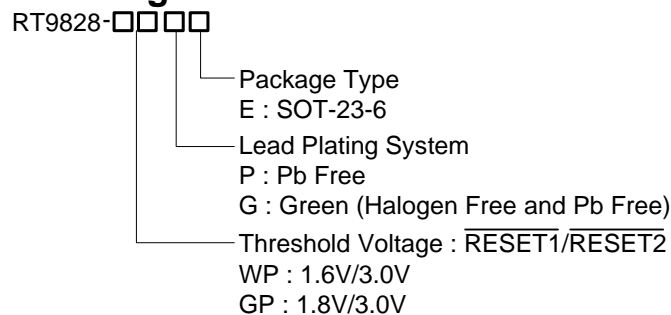 RT9828-□□□□
Package Type
E : SOT-23-6
Lead Plating System
P : Pb Free
G : Green (Halogen Free and Pb Free)
Threshold Voltage : RESET1/RESET2
WP : 1.6V/3.0V
GP : 1.8V/3.0V